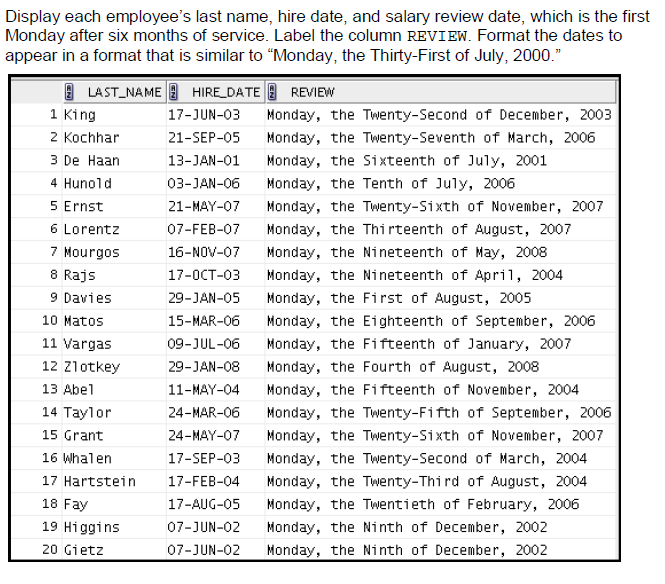 Display each employee’s last name, hire date, and salary review date, which is the first
Monday after six months of service. Label the column REVIEW. Format the dates to
appear in a format that is similar to “Monday, the Thirty-First of July, 2000.”
LAST_NAME HIRE_DATE REVIEW
1 King 17-JUN-03 Monday, the Twenty-Second of December, 2003
2 Kochhar 21-SEP-05 Monday, the Twenty-Seventh of March, 2006
3 De Haan 13-JAN-01 Monday, the Sixteenth of July, 2001
4 Hunold 03-JAN-06 Monday, the Tenth of July, 2006
5 Ernst 21-MAY-07 Monday, the Twenty-Sixth of November, 2007
6 Lorentz 07-FEB-07 Monday, the Thirteenth of August, 2007
7 Mourgos 16-NOV-07 Monday, the Nineteenth of May, 2008
8 Rajs 17-OCT-03 Monday, the Nineteenth of April, 2004
9 Davies 29-JAN-05 Monday, the First of August, 2005
10 Matos 15-MAR-06 Monday, the Eighteenth of September, 2006
11 Vargas 09-JUL-06 Monday, the Fifteenth of January, 2007
12 Zlotkey 29-JAN-08 Monday, the Fourth of August, 2008
13 Abel 11-MAY-04 Monday, the Fifteenth of November, 2004
14 Taylor 24-MAR-06 Monday, the Twenty-Fifth of September, 2006
15 Grant 24-MAY-07 Monday, the Twenty-Sixth of November, 2007
16 Whalen 17-SEP-03 Monday, the Twenty-Second of March, 2004
17 Hartstein 17-FEB-04 Monday, the Twenty-Third of August, 2004
18 Fay 17-AUG-05 Monday, the Twentieth of February, 2006
19 Higgins 07-JUN-02 Monday, the Ninth of December, 2002
20 Gietz 07-JUN-02 Monday, the Ninth of December, 2002